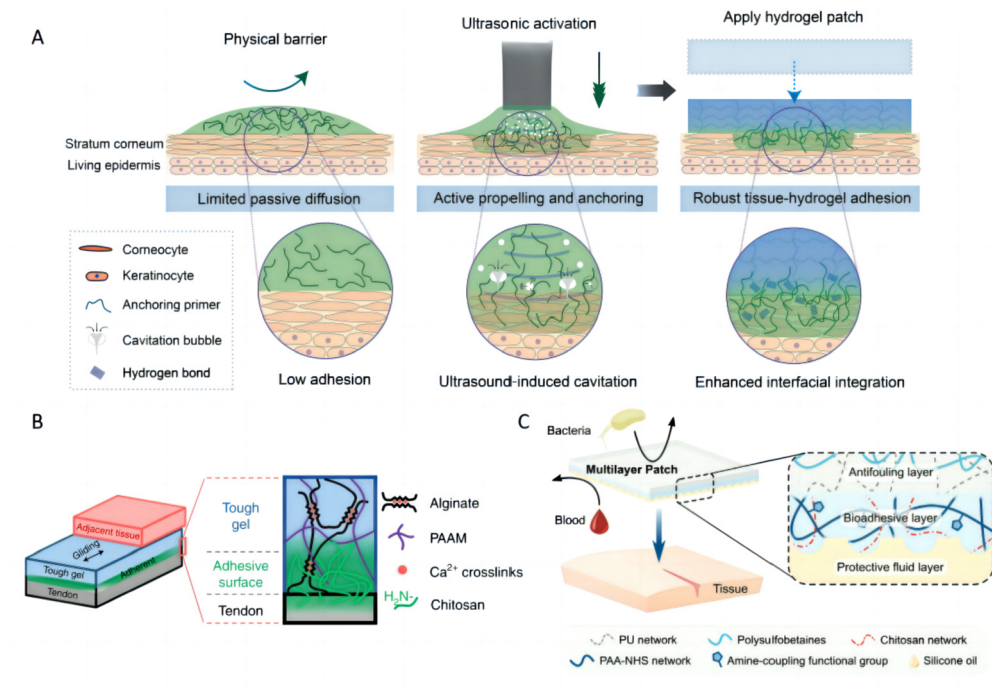 A
Physical barrier
Ultrasonic activation
Apply hydrogel patch
Stratum corneum
Living epidermis
Limited passive diffusion
Active propelling and anchoring
Robust tissue-hydrogel adhesion
Corneocyte
Keratinocyte
Anchoring primer
Cavitation bubble
Hydrogen bond
Low adhesion
Ultrasound-induced cavitation
Enhanced interfacial integration
B
Adjacent tissue
Gliding
Tough gel
Adherent
Tendon
Tough
gel
Adhesive
surface
Tendon
Alginate
PAAM
Ca²⁺ crosslinks
H₂N-
Chitosan
C
Bacteria
Multilayer Patch
Blood
Tissue
Antifouling layer
Bioadhesive layer
Protective fluid layer
PU network
Polysulfobetaines
Chitosan network
PAA-NHS network
Amine-coupling functional group
Silicone oil